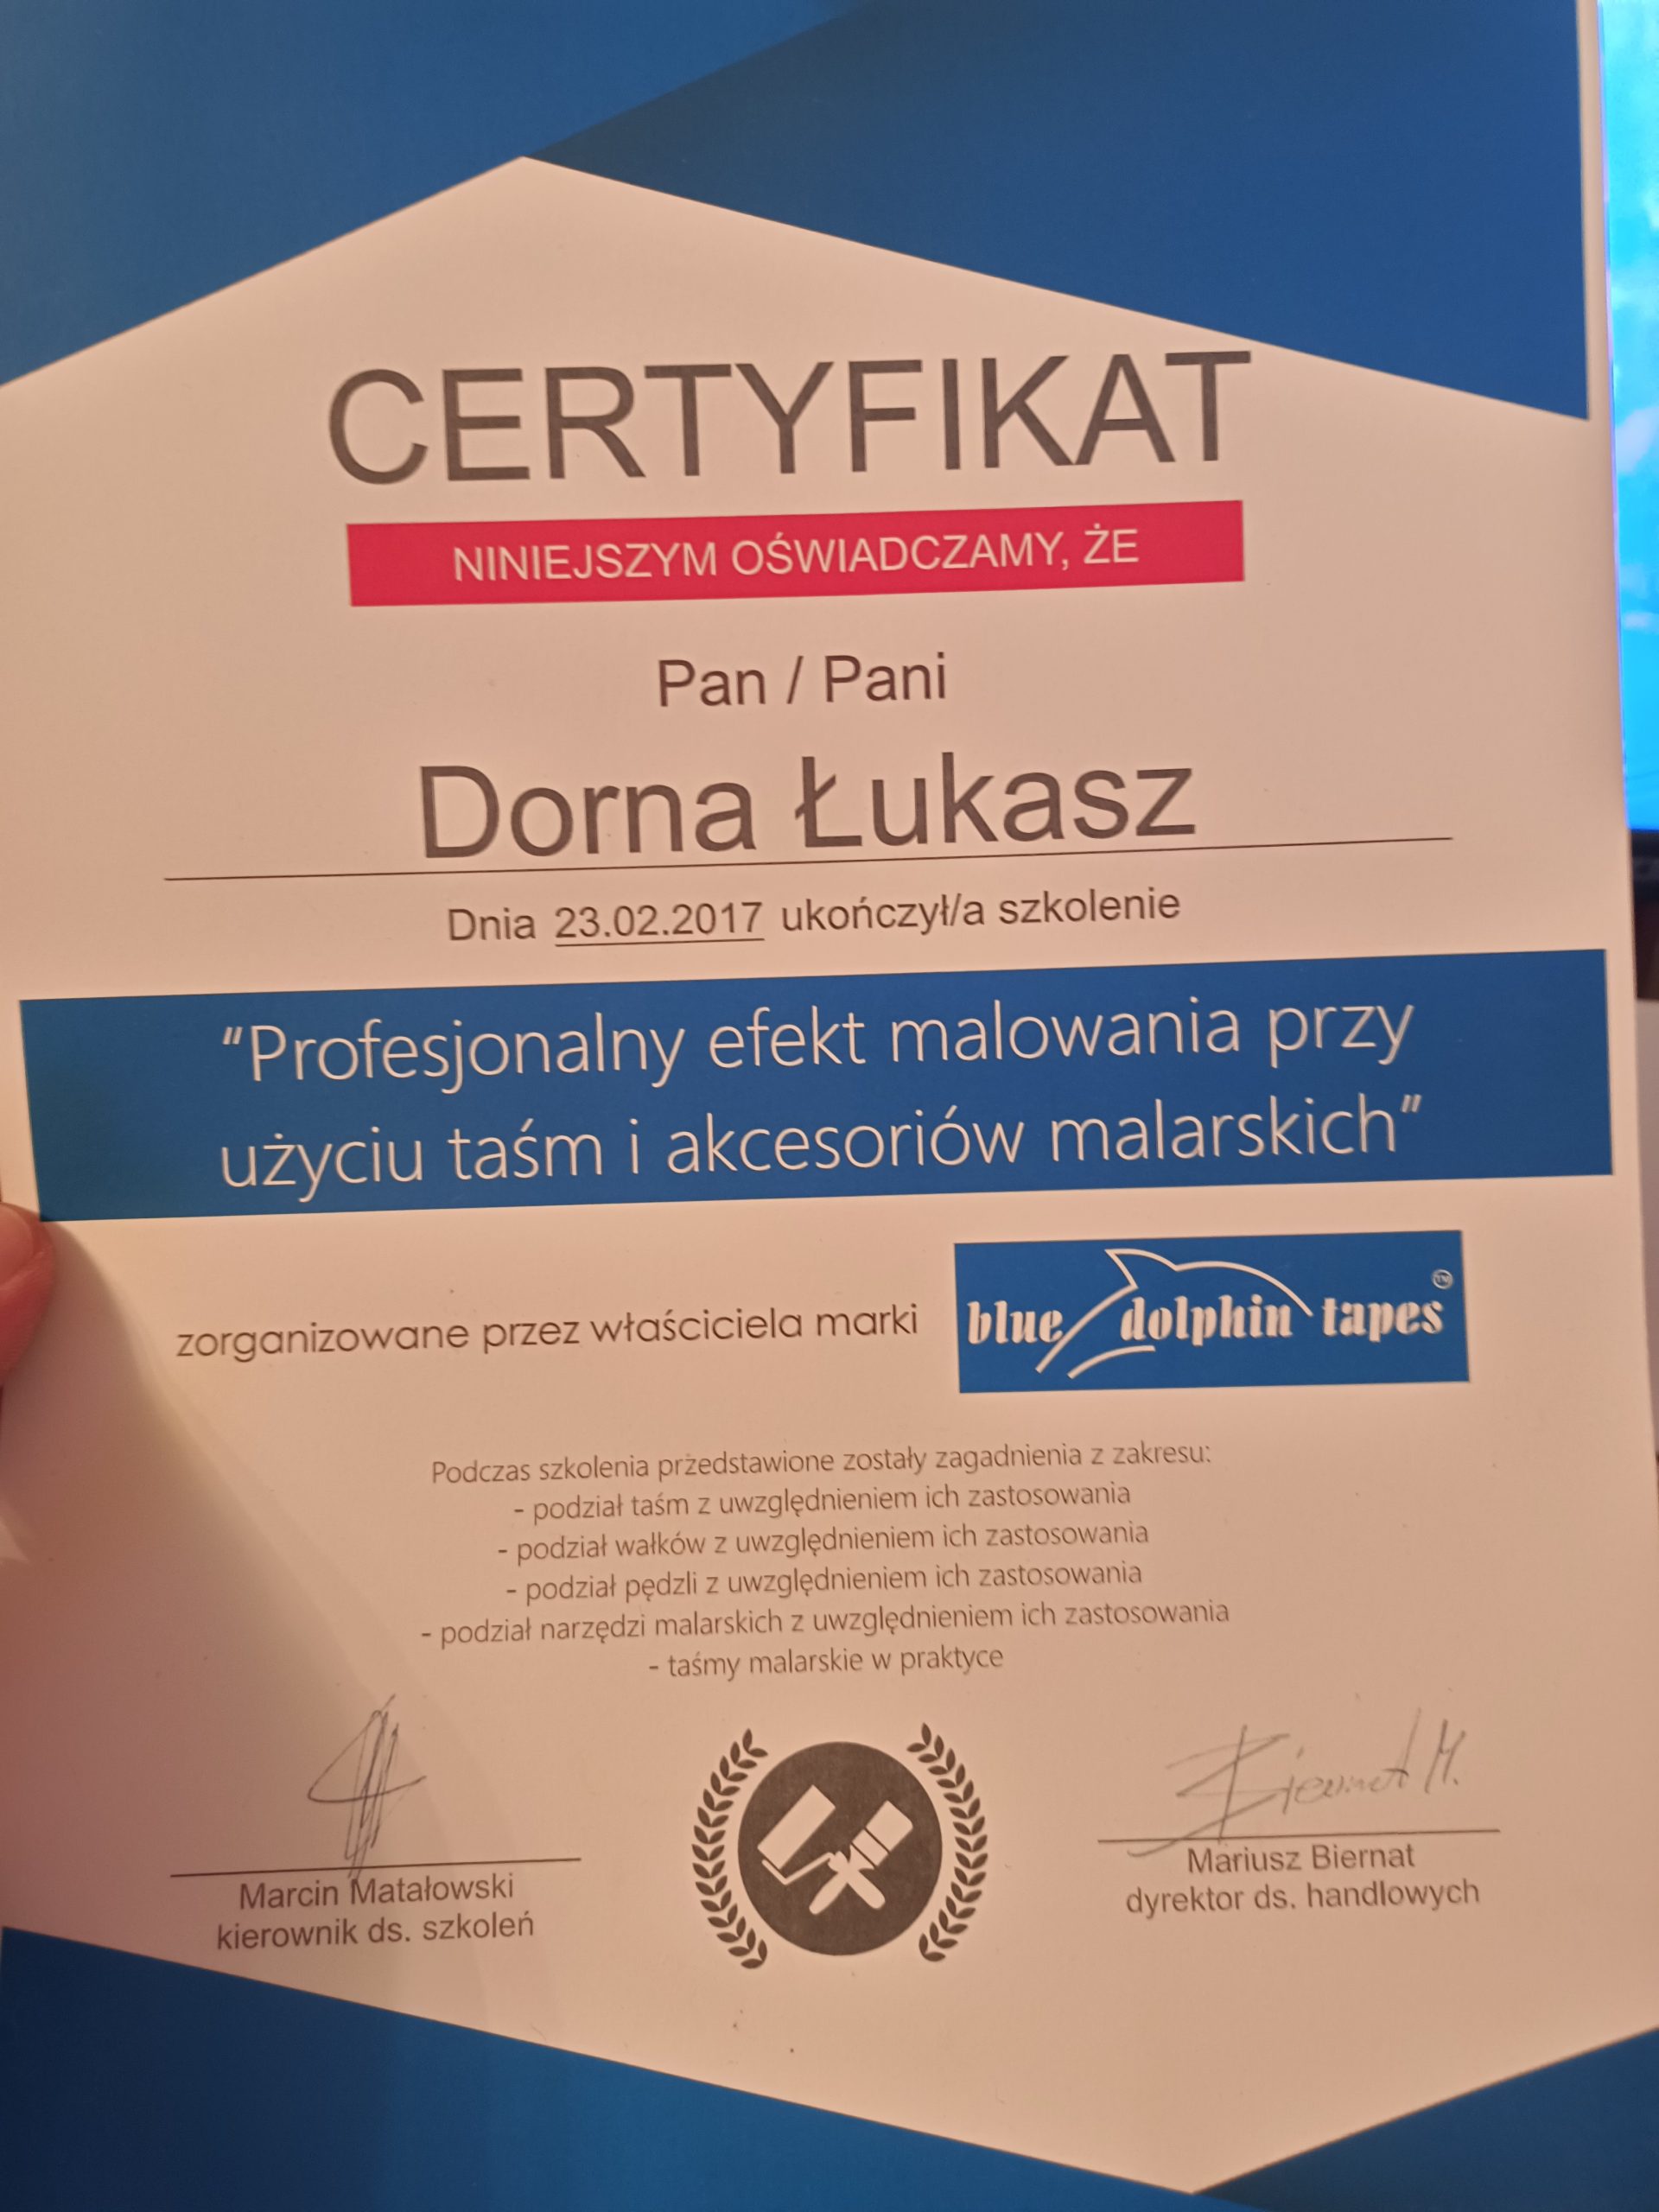 CERTYFIKAT
NINIEJSZYM OŚWIADCZAMY, ŻE
Pan / Pani
Dorna Łukasz
Dnia 23.02.2017 ukończył/a szkolenie
"Profesjonalny efekt malowania przy
użyciu taśm i akcesoriów malarskich"
zorganizowane przez właściciela marki
blue dolphin tapes TM
Podczas szkolenia przedstawione zostały zagadnienia z zakresu:
- podział taśm z uwzględnieniem ich zastosowania
- podział wałków z uwzględnieniem ich zastosowania
- podział pędzli z uwzględnieniem ich zastosowania
- podział narzędzi malarskich z uwzględnieniem ich zastosowania
- taśmy malarskie w praktyce
Biernat M.
Marcin Matałowski
kierownik ds. szkoleń
Mariusz Biernat
dyrektor ds. handlowych